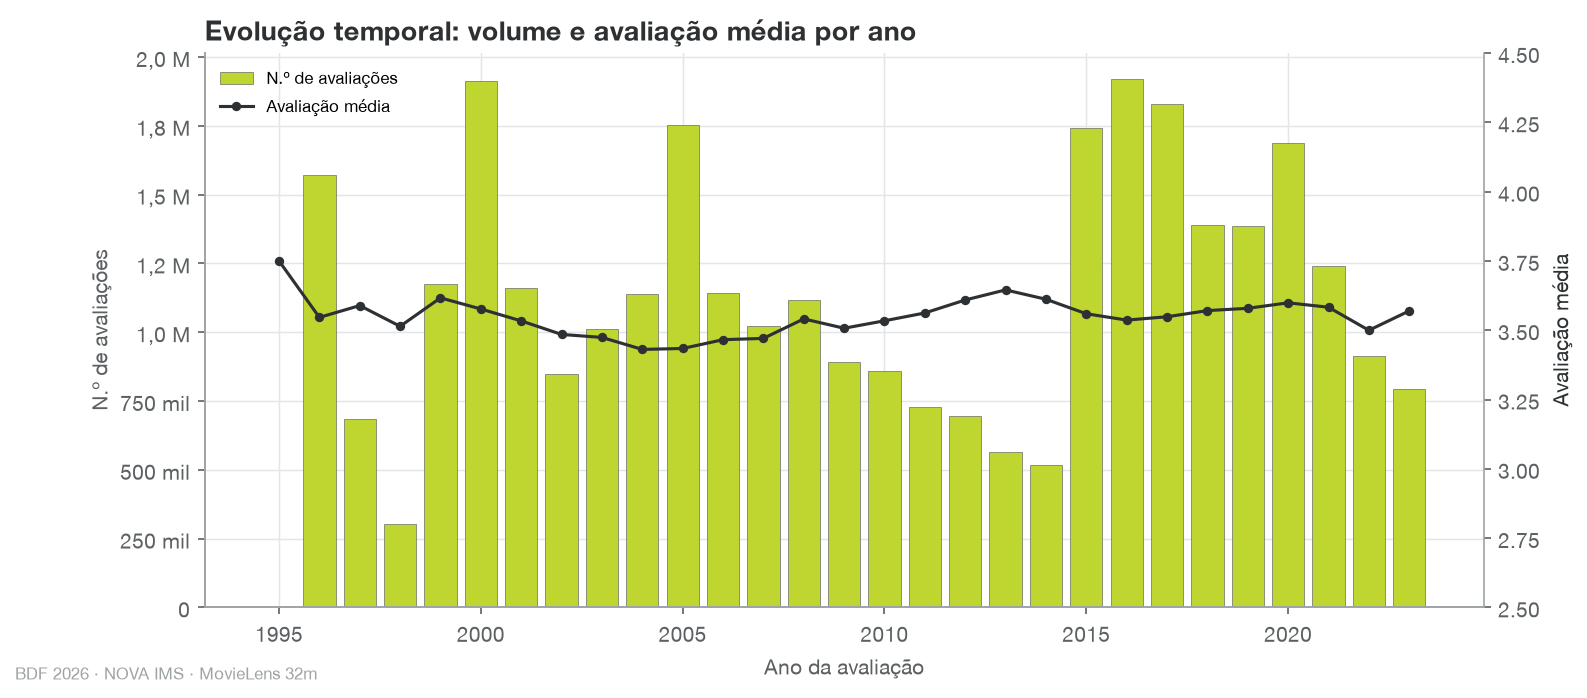 Evolução temporal: volume e avaliação média por ano
N.º de avaliações
Avaliação média
2,0 M
1,8 M
1,5 M
1,2 M
1,0 M
750 mil
500 mil
250 mil
0
N.º de avaliações
4.50
4.25
4.00
3.75
3.50
3.25
3.00
2.75
2.50
Avaliação média
1995 2000 2005 2010 2015 2020
Ano da avaliação
BDF 2026 · NOVA IMS · MovieLens 32m